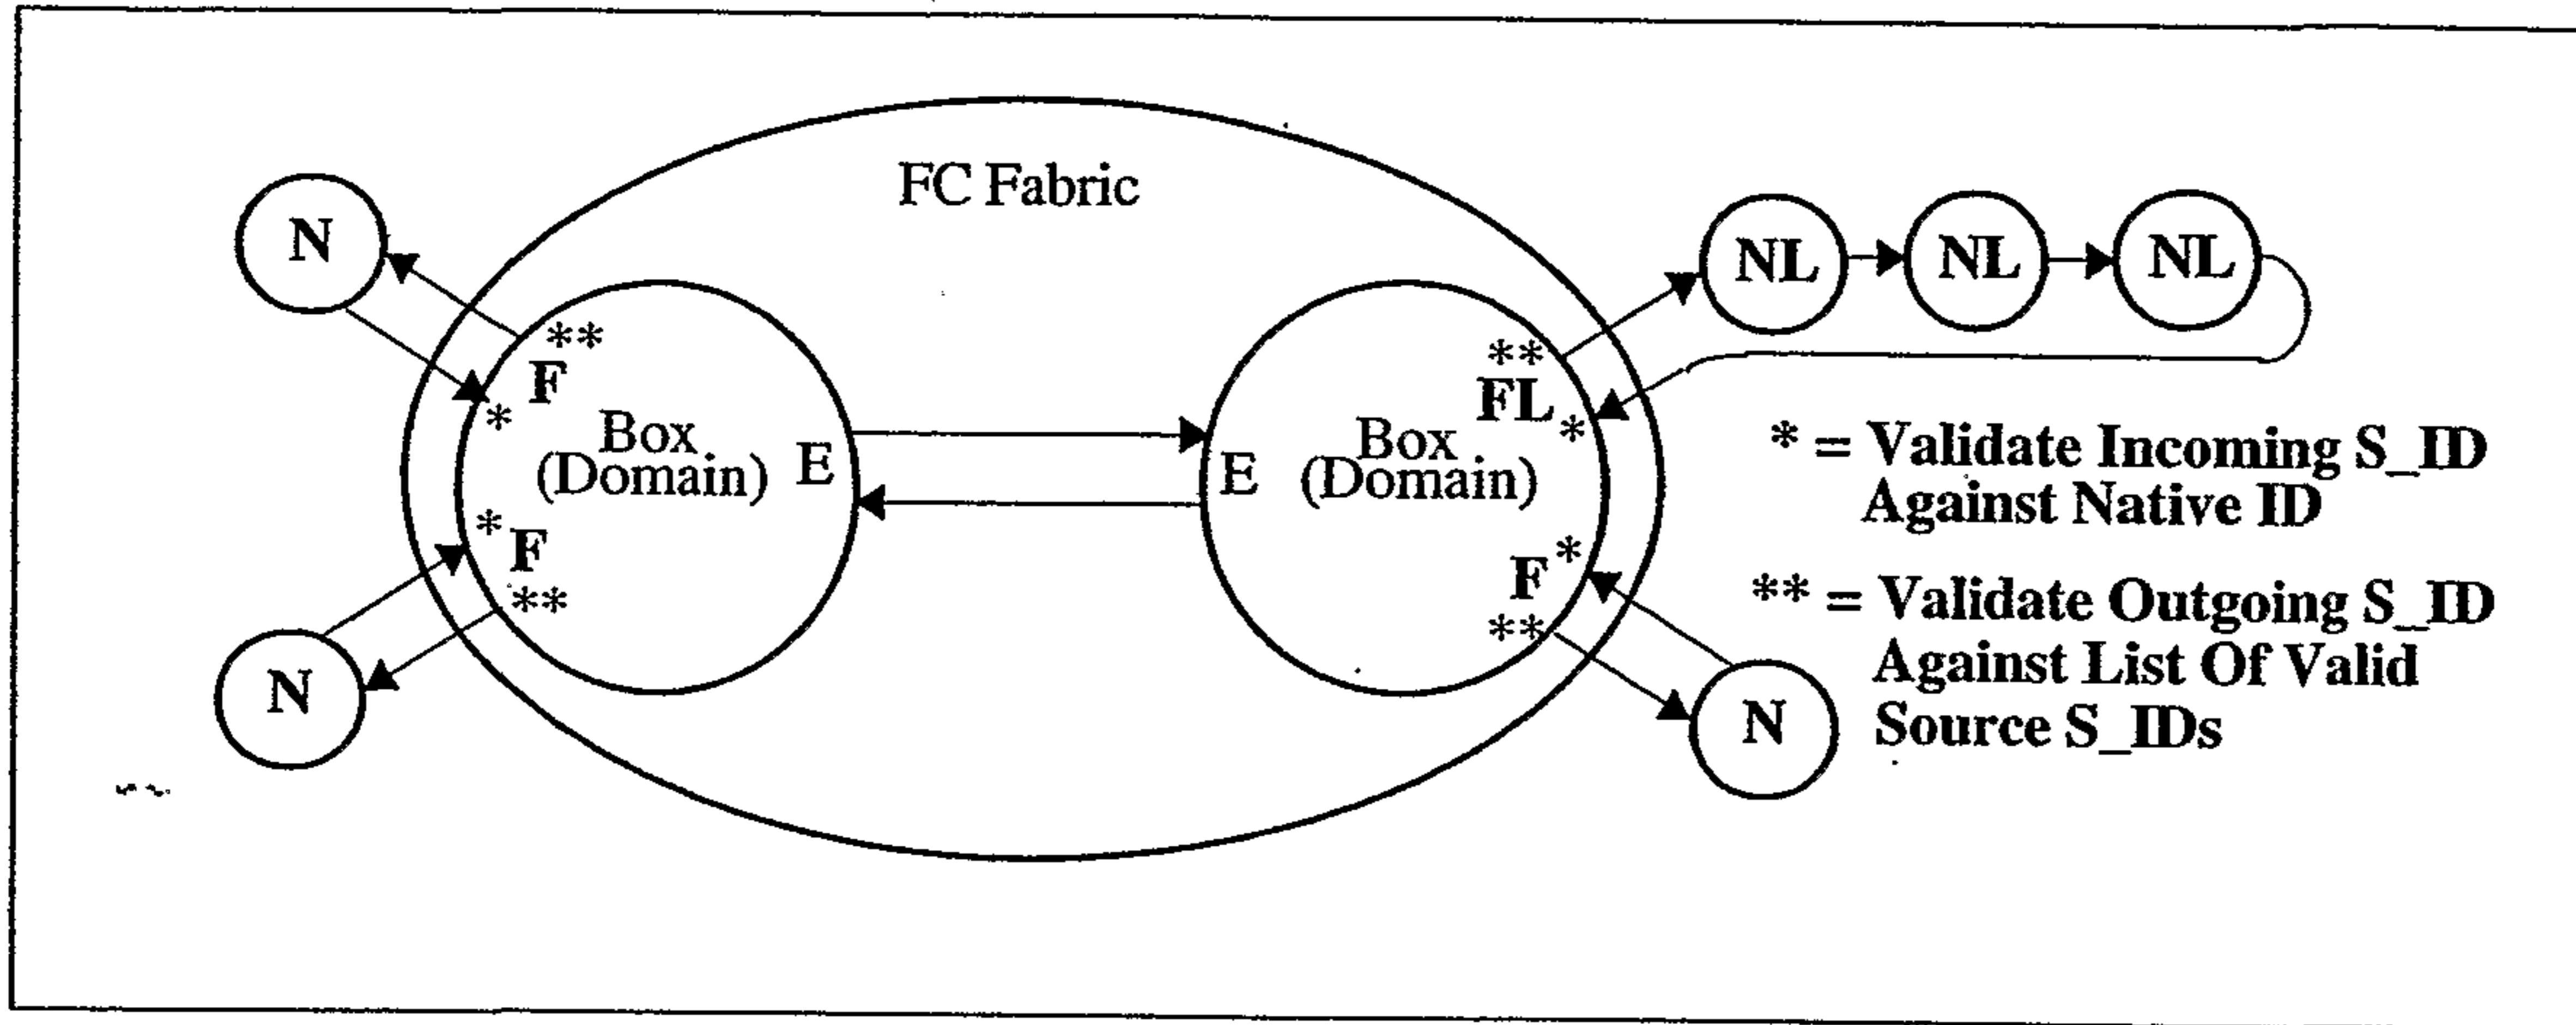 FC Fabric
N
NL
NL
NL
**
F
*
Box
(Domain)
E
*
F
**
N
E
Box
(Domain)
**
FL
*
F
*
**
N
* = Validate Incoming S_ID
Against Native ID
** = Validate Outgoing S_ID
Against List Of Valid
Source S_IDs